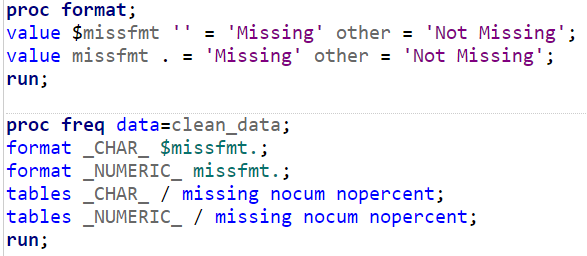 proc format;
value $missfmt '' = 'Missing' other = 'Not Missing';
value missfmt . = 'Missing' other = 'Not Missing';
run;
proc freq data=clean_data;
format _CHAR_ $missfmt.;
format _NUMERIC_ missfmt.;
tables _CHAR_ / missing nocum nopercent;
tables _NUMERIC_ / missing nocum nopercent;
run;